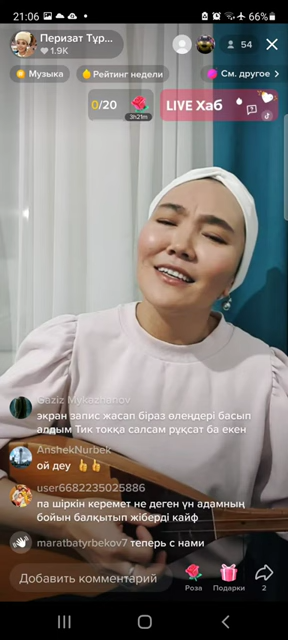 21:06
66%
Перизат Тұр...
1.9K
54
Музыка
Рейтинг недели
См. другое >
0/20
3h21m
LIVE Хаб
Gaziz Mykazhanov
экран запис жасап біраз өлеңдері басып
алдым Тик токқа салсам рұқсат ба екен
AnshekNurbek
ой деу
user6682235025886
па шіркін керемет не деген үн адамның
бойын балқытып жіберді кайф
maratbatyrbekov7 теперь с нами
Добавить комментарий
Роза
Подарки
2